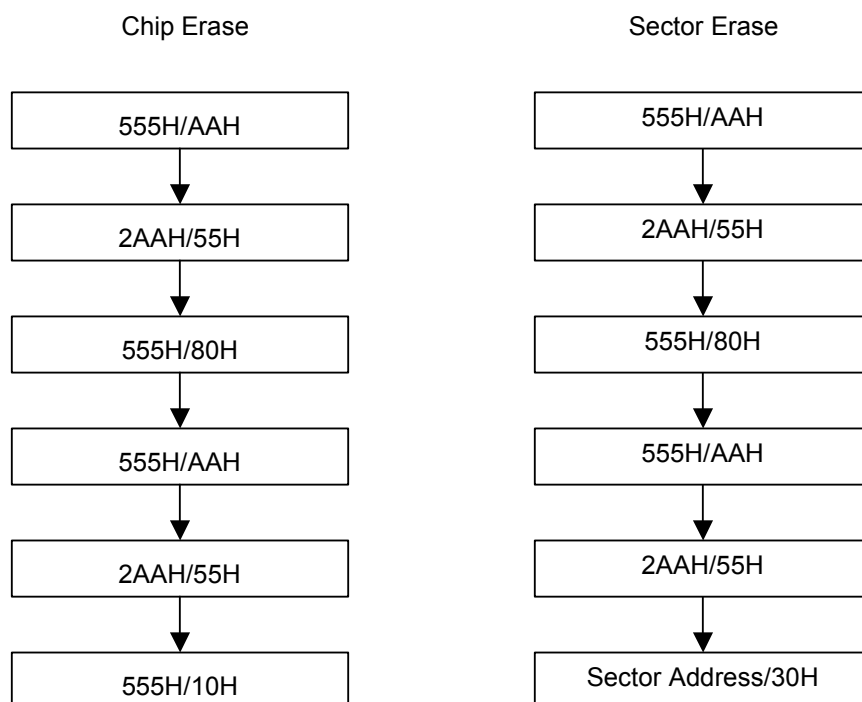 Chip Erase
555H/AAH
2AAH/55H
555H/80H
555H/AAH
2AAH/55H
555H/10H
Sector Erase
555H/AAH
2AAH/55H
555H/80H
555H/AAH
2AAH/55H
Sector Address/30H